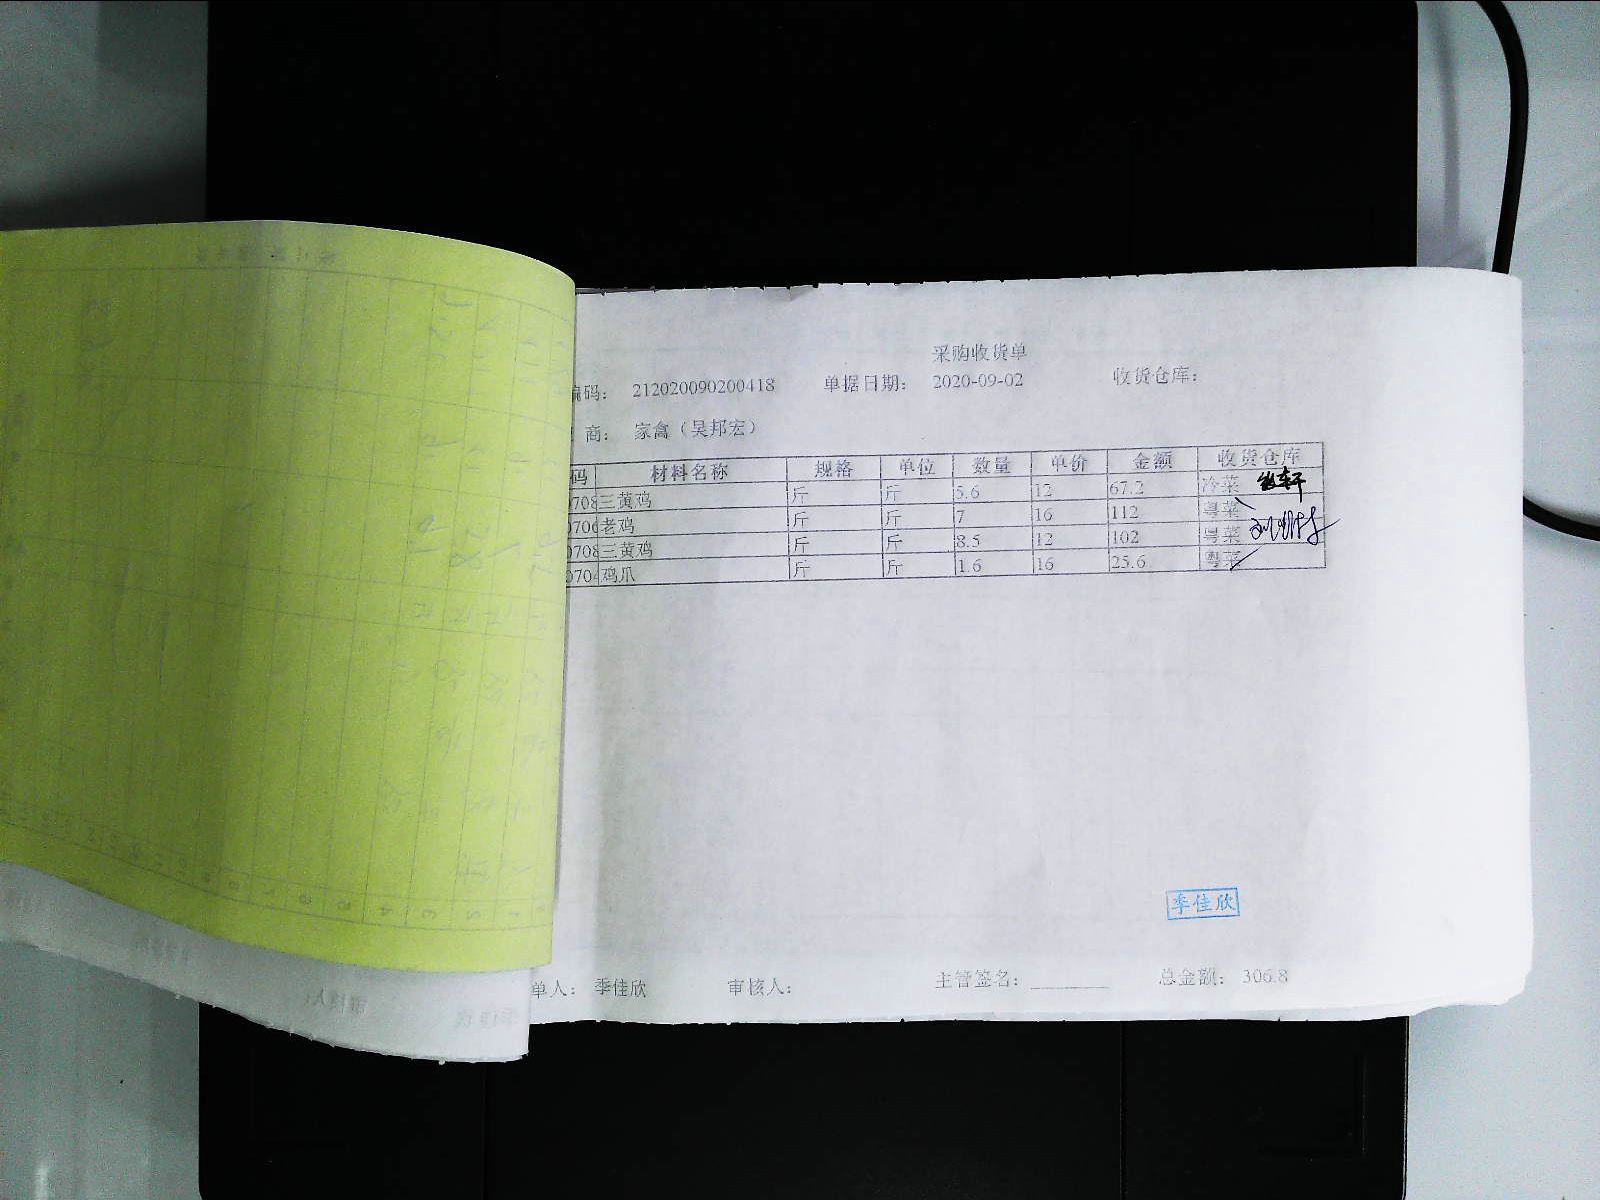 采购收货单
编码： 212020090200418 单据日期： 2020-09-02 收货仓库：
商： 家禽（吴邦宏）
码 材料名称 规格 单位 数量 单价 金额 收货仓库
0708 三黄鸡 斤 斤 5.6 12 67.2 冷菜
0706 老鸡 斤 斤 7 16 112 粤菜
0708 三黄鸡 斤 斤 8.5 12 102 粤菜
0704 鸡爪 斤 斤 1.6 16 25.6 粤菜
季佳欣
单人： 季佳欣 审核人： 主管签名： 总金额： 306.8